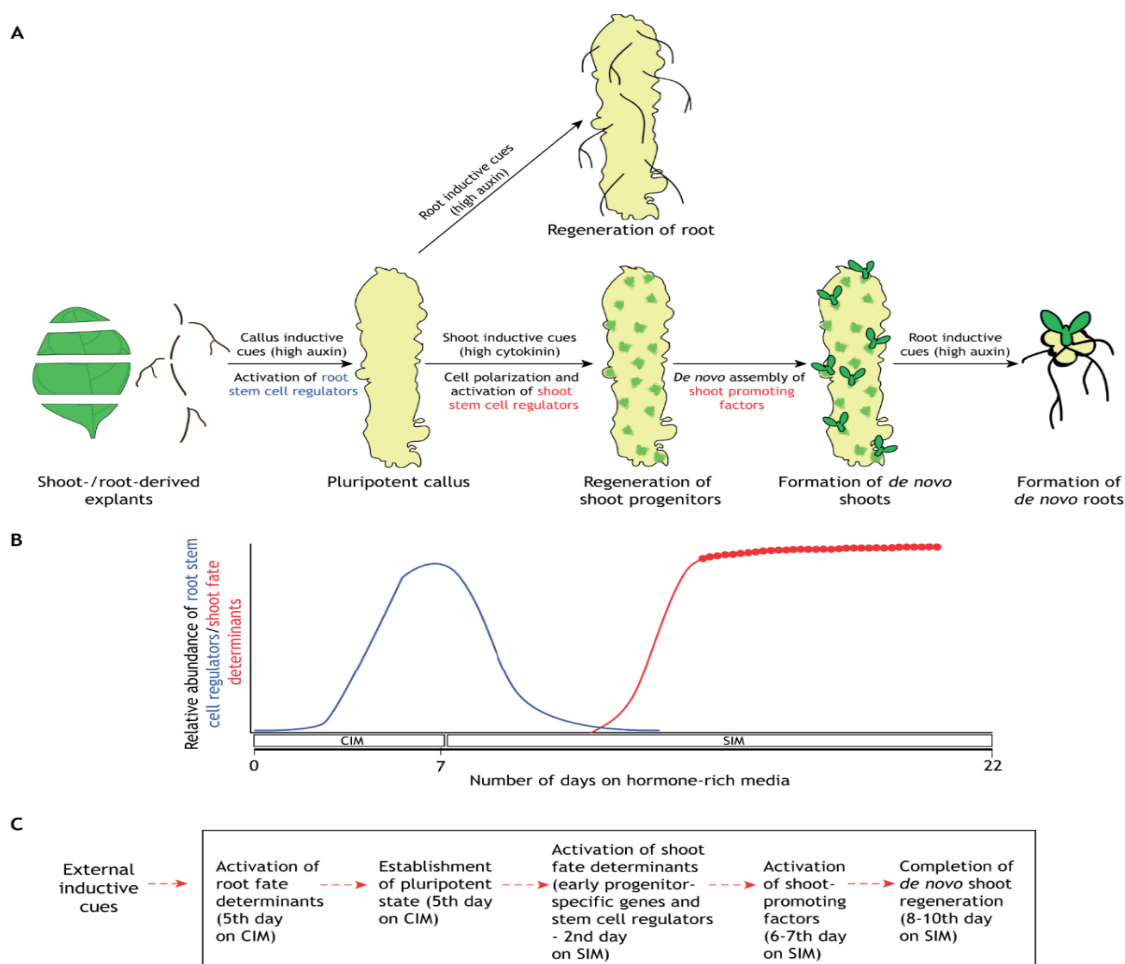 A
Root inductive cues
(high auxin)
Regeneration of root
Callus inductive
cues (high auxin)
Activation of root
stem cell regulators
Shoot inductive cues
(high cytokinin)
Cell polarization and
activation of shoot
stem cell regulators
De novo assembly of
shoot promoting
factors
Root inductive
cues (high auxin)
Shoot-/root-derived
explants
Pluripotent callus
Regeneration of
shoot progenitors
Formation of de novo
shoots
Formation of
de novo roots
B
Relative abundance of root stem
cell regulators/shoot fate
determinants
CIM
SIM
0
7
22
Number of days on hormone-rich media
C
External
inductive
cues
Activation of
root fate
determinants
(5th day
on CIM)
Establishment
of pluripotent
state (5th day
on CIM)
Activation of shoot
fate determinants
(early progenitor-
specific genes and
stem cell regulators
- 2nd day
on SIM)
Activation
of shoot-
promoting
factors
(6-7th day
on SIM)
Completion of
de novo shoot
regeneration
(8-10th day
on SIM)